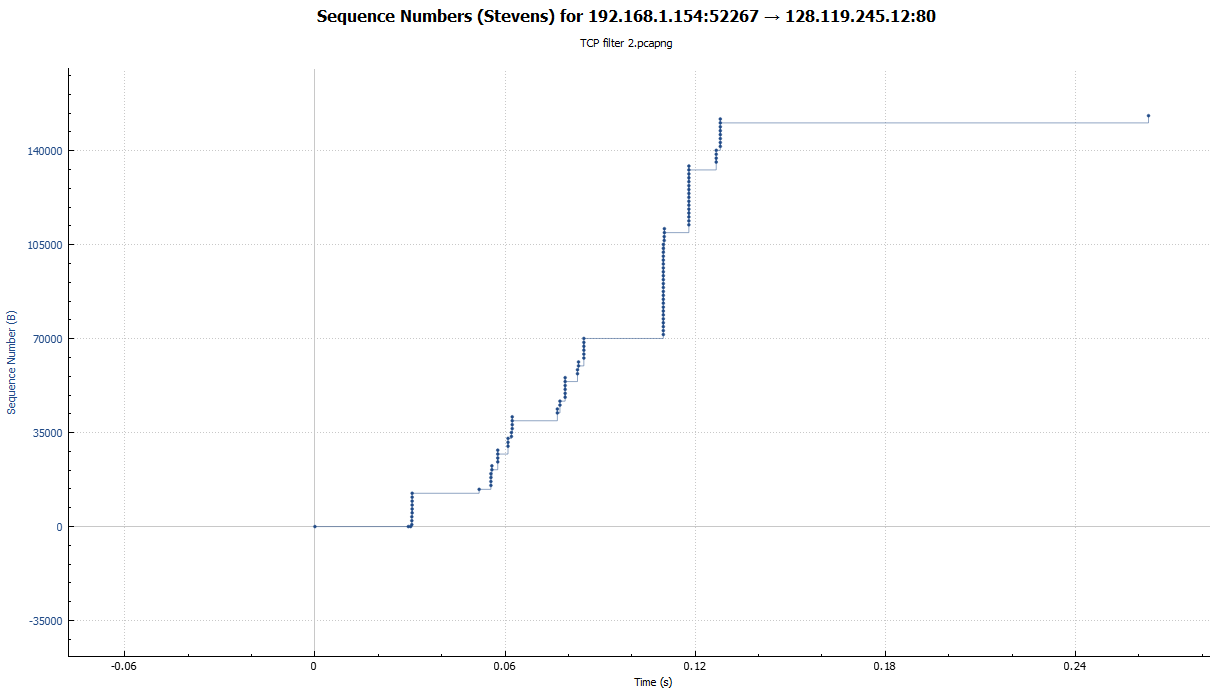 Sequence Numbers (Stevens) for 192.168.1.154:52267 → 128.119.245.12:80
TCP filter 2.pcapng
140000
105000
70000
35000
0
-35000
Sequence Number (B)
-0.06 0 0.06 0.12 0.18 0.24
Time (s)